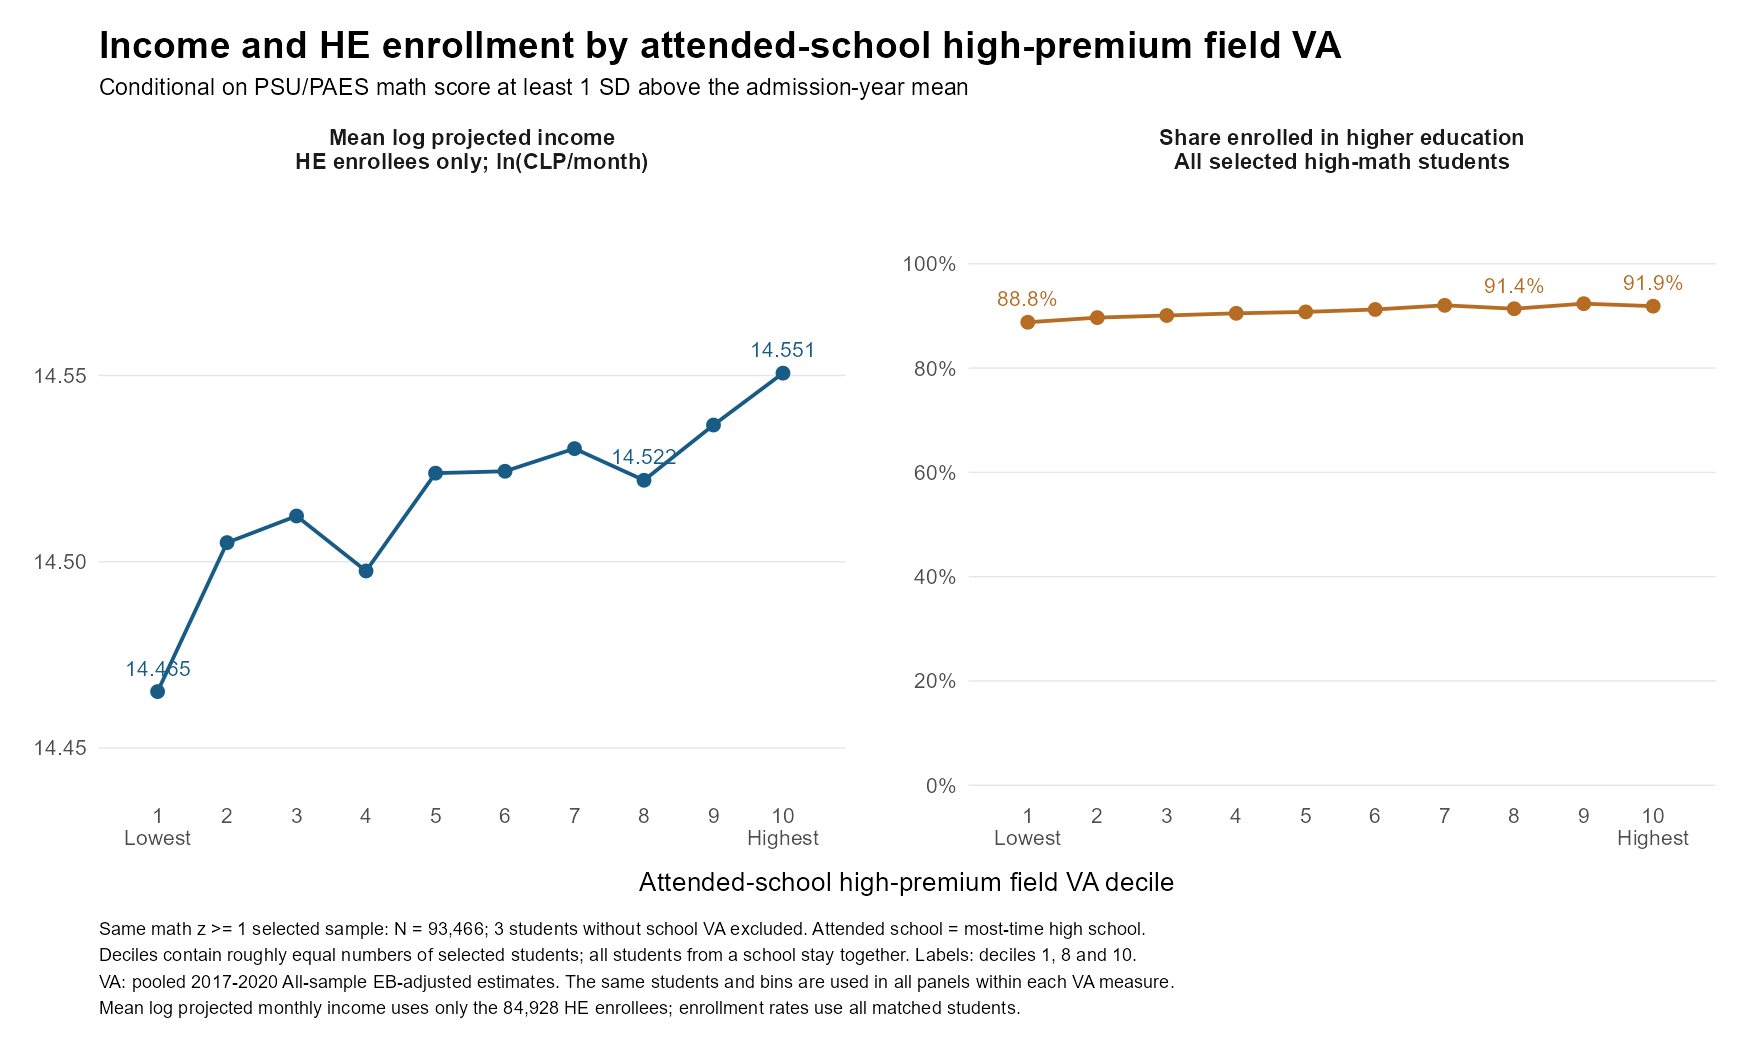 Income and HE enrollment by attended-school high-premium field VA
Conditional on PSU/PAES math score at least 1 SD above the admission-year mean
Mean log projected income
HE enrollees only; ln(CLP/month)
14.55
14.50
14.45
14.465
14.522
14.551
1 2 3 4 5 6 7 8 9 10
Lowest Highest
Share enrolled in higher education
All selected high-math students
100%
80%
60%
40%
20%
0%
88.8%
91.4%
91.9%
1 2 3 4 5 6 7 8 9 10
Lowest Highest
Attended-school high-premium field VA decile
Same math z >= 1 selected sample: N = 93,466; 3 students without school VA excluded. Attended school = most-time high school.
Deciles contain roughly equal numbers of selected students; all students from a school stay together. Labels: deciles 1, 8 and 10.
VA: pooled 2017-2020 All-sample EB-adjusted estimates. The same students and bins are used in all panels within each VA measure.
Mean log projected monthly income uses only the 84,928 HE enrollees; enrollment rates use all matched students.